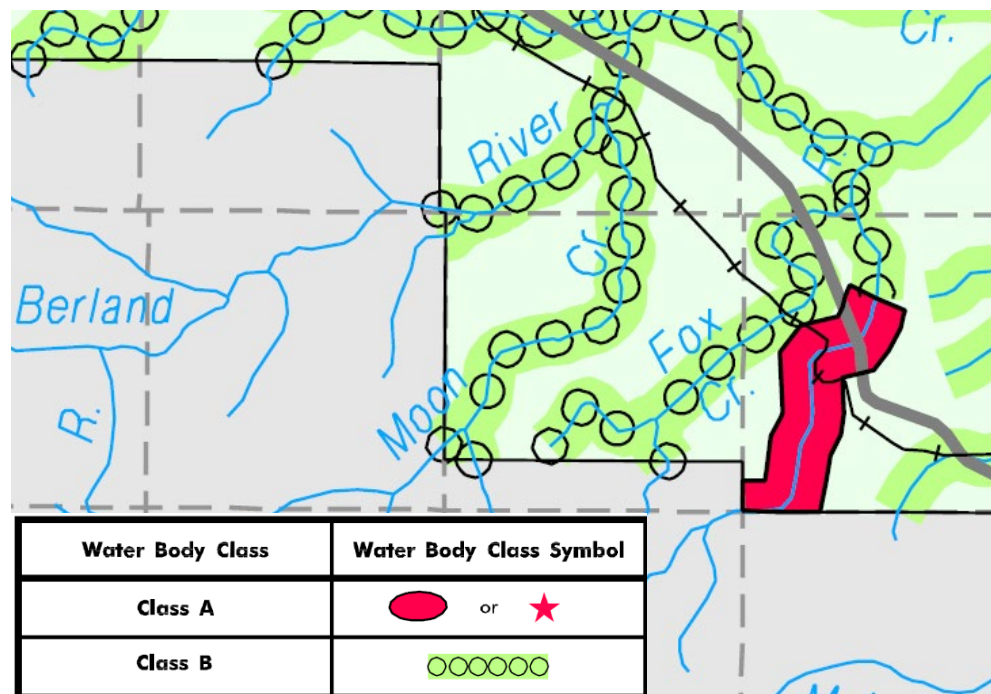 Cr.
River
R.
Cr.
Berland
Fox
Moon
Cr.
R.
Water Body Class
Water Body Class Symbol
Class A
or
Class B